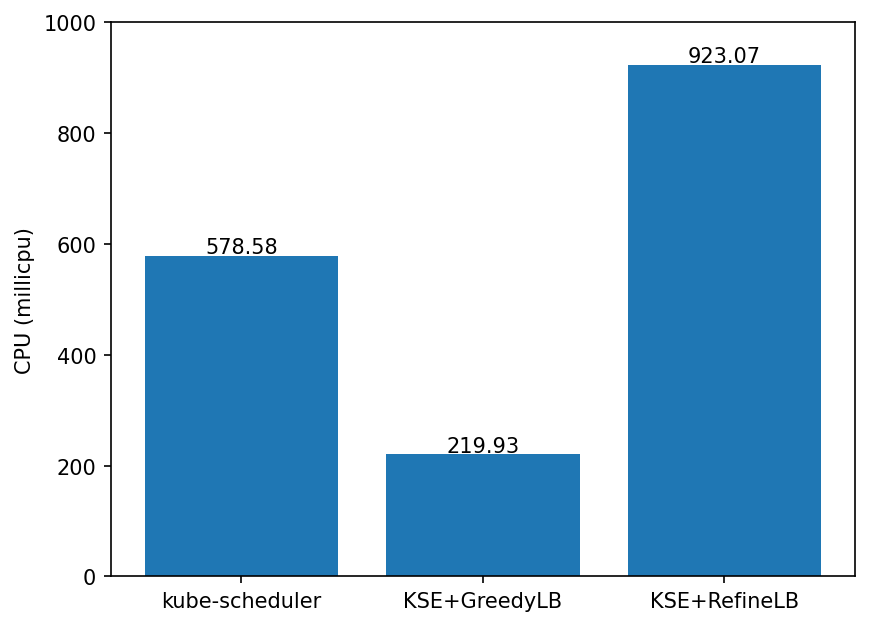 1000
800
600
400
200
0
CPU (millicpu)
578.58
219.93
923.07
kube-scheduler
KSE+GreedyLB
KSE+RefineLB